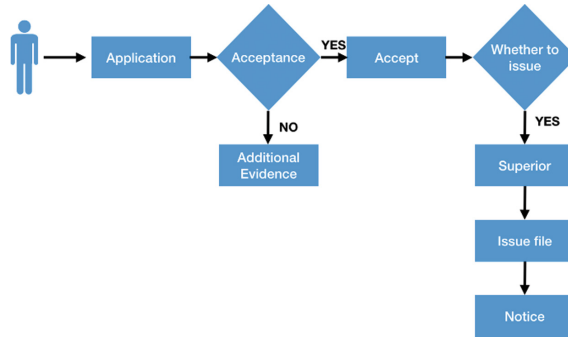 Application
Acceptance
YES
Accept
Whether to
issue
NO
YES
Additional
Evidence
Superior
Issue file
Notice